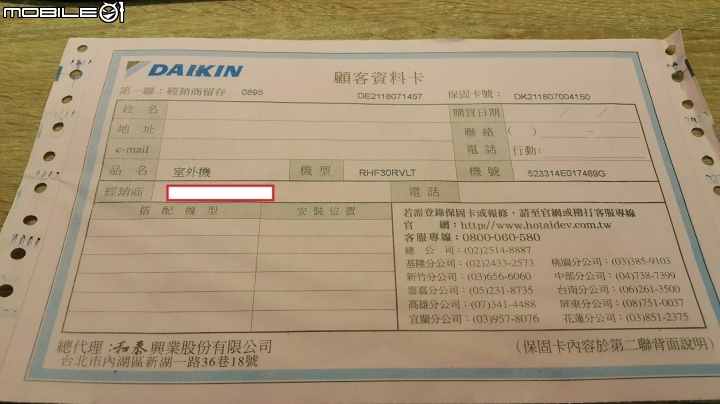 MOBILE01
DAIKIN
顧客資料卡
第一聯：經銷商留存 0895 DE2118071457 保固卡號： DK211807004150
姓名 購買日期 - -
地址 聯絡 ( ) -
e-mail 電話 行動：
品名 室外機 機型 RHF30RVLT 機號 523314E017469G
經銷商 電話
搭配機型 安裝位置
若需登錄保固卡或報修，請至官網或撥打客服專線
官 網：http://www.hotaidev.com.tw
客服專線：0800-060-580
總公司：(02)2514-8887
基隆分公司：(02)2433-2573 桃園分公司：(03)385-9103
新竹分公司：(03)656-6060 中部分公司：(04)738-7399
雲嘉分公司：(05)231-8735 台南分公司：(06)261-3500
高雄分公司：(07)341-4488 屏東分公司：(08)751-0037
宜蘭分公司：(03)957-8076 花蓮分公司：(03)851-2375
總代理：和泰興業股份有限公司
台北市內湖區新湖一路36巷18號
(保固卡內容於第二聯背面說明)